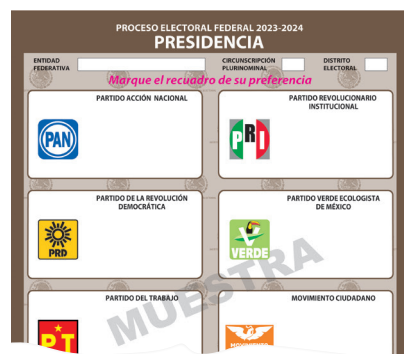 PROCESO ELECTORAL FEDERAL 2023-2024
PRESIDENCIA
ENTIDAD
FEDERATIVA
CIRCUNSCRIPCIÓN
PLURINOMINAL
DISTRITO
ELECTORAL
Marque el recuadro de su preferencia
PARTIDO ACCIÓN NACIONAL
PAN
PARTIDO REVOLUCIONARIO
INSTITUCIONAL
PRI
PARTIDO DE LA REVOLUCIÓN
DEMOCRÁTICA
PRD
PARTIDO VERDE ECOLOGISTA
DE MÉXICO
VERDE
MUESTRA
PARTIDO DEL TRABAJO
PT
MOVIMIENTO CIUDADANO